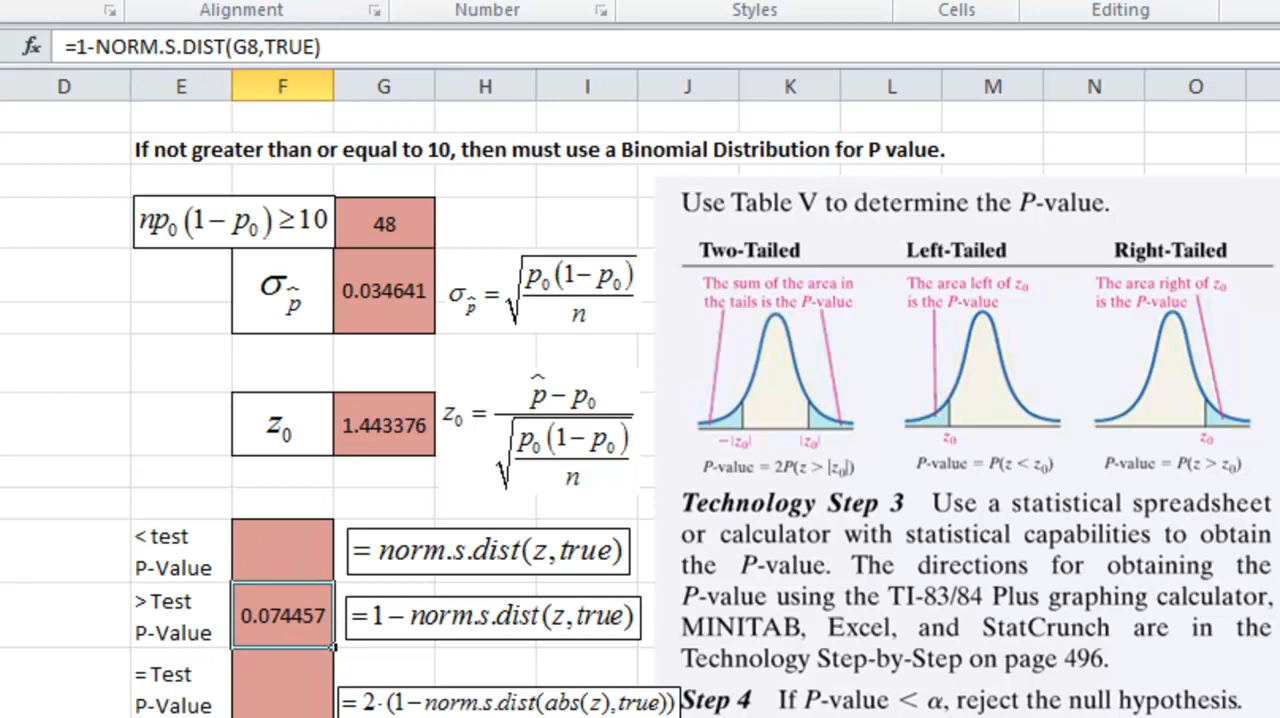 Alignment Number Styles Cells Editing
fx =1-NORM.S.DIST(G8,TRUE)
D E F G H I J K L M N O
If not greater than or equal to 10, then must use a Binomial Distribution for P value.
np₀(1−p₀)≥10 48
σp̂ 0.034641 σp̂ = √(p₀(1−p₀)/n)
z₀ 1.443376 z₀ = (p̂−p₀)/√(p₀(1−p₀)/n)
< test
P-Value
= norm.s.dist(z,true)
> Test
P-Value
0.074457 =1−norm.s.dist(z,true)
= Test
P-Value
= 2·(1−norm.s.dist(abs(z),true))
Use Table V to determine the P-value.
Two-Tailed Left-Tailed Right-Tailed
The sum of the area in
the tails is the P-value
The area left of z₀
is the P-value
The area right of z₀
is the P-value
−|z₀| |z₀| z₀ z₀
P-value = 2P(z > |z₀|) P-value = P(z < z₀) P-value = P(z > z₀)
Technology Step 3 Use a statistical spreadsheet
or calculator with statistical capabilities to obtain
the P-value. The directions for obtaining the
P-value using the TI-83/84 Plus graphing calculator,
MINITAB, Excel, and StatCrunch are in the
Technology Step-by-Step on page 496.
Step 4 If P-value < α, reject the null hypothesis.